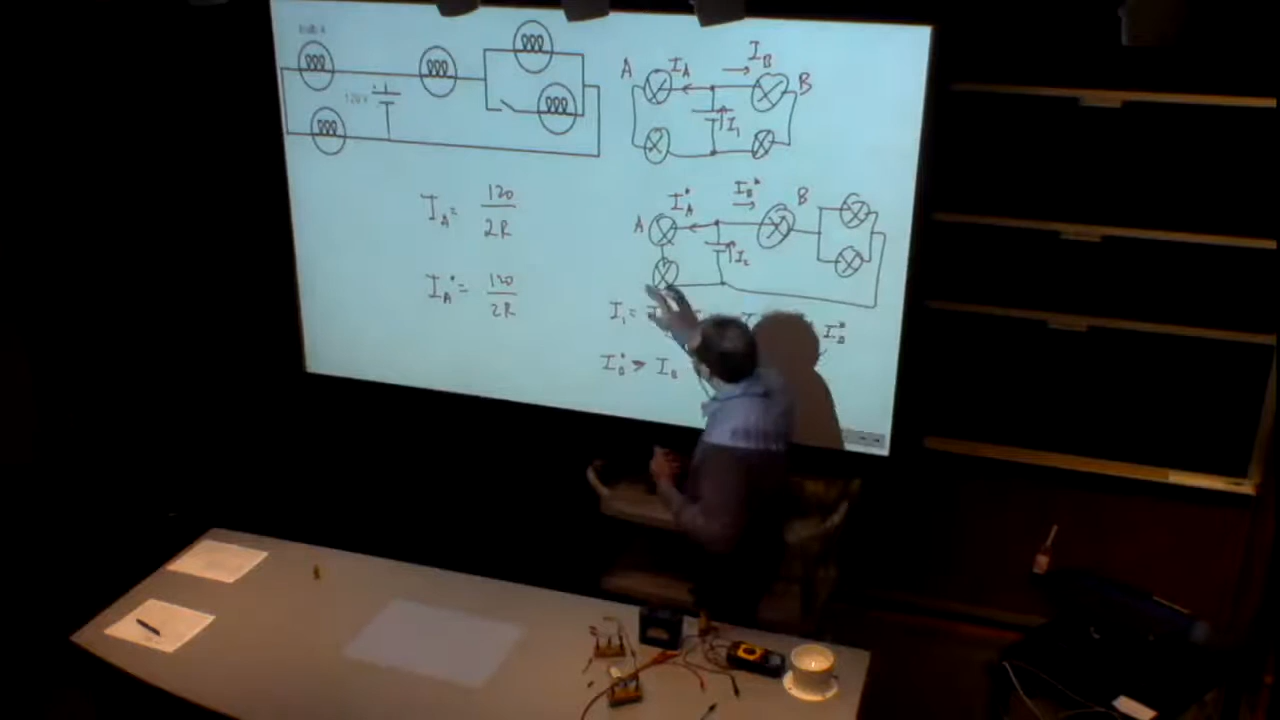 bulb A
120 V
A I_A I_B B
I_1
I_A* I_B* B
A I_2
I_A = 120 / 2R
I_A* = 120 / 2R
I_1 =
I_B*
I_B* > I_B